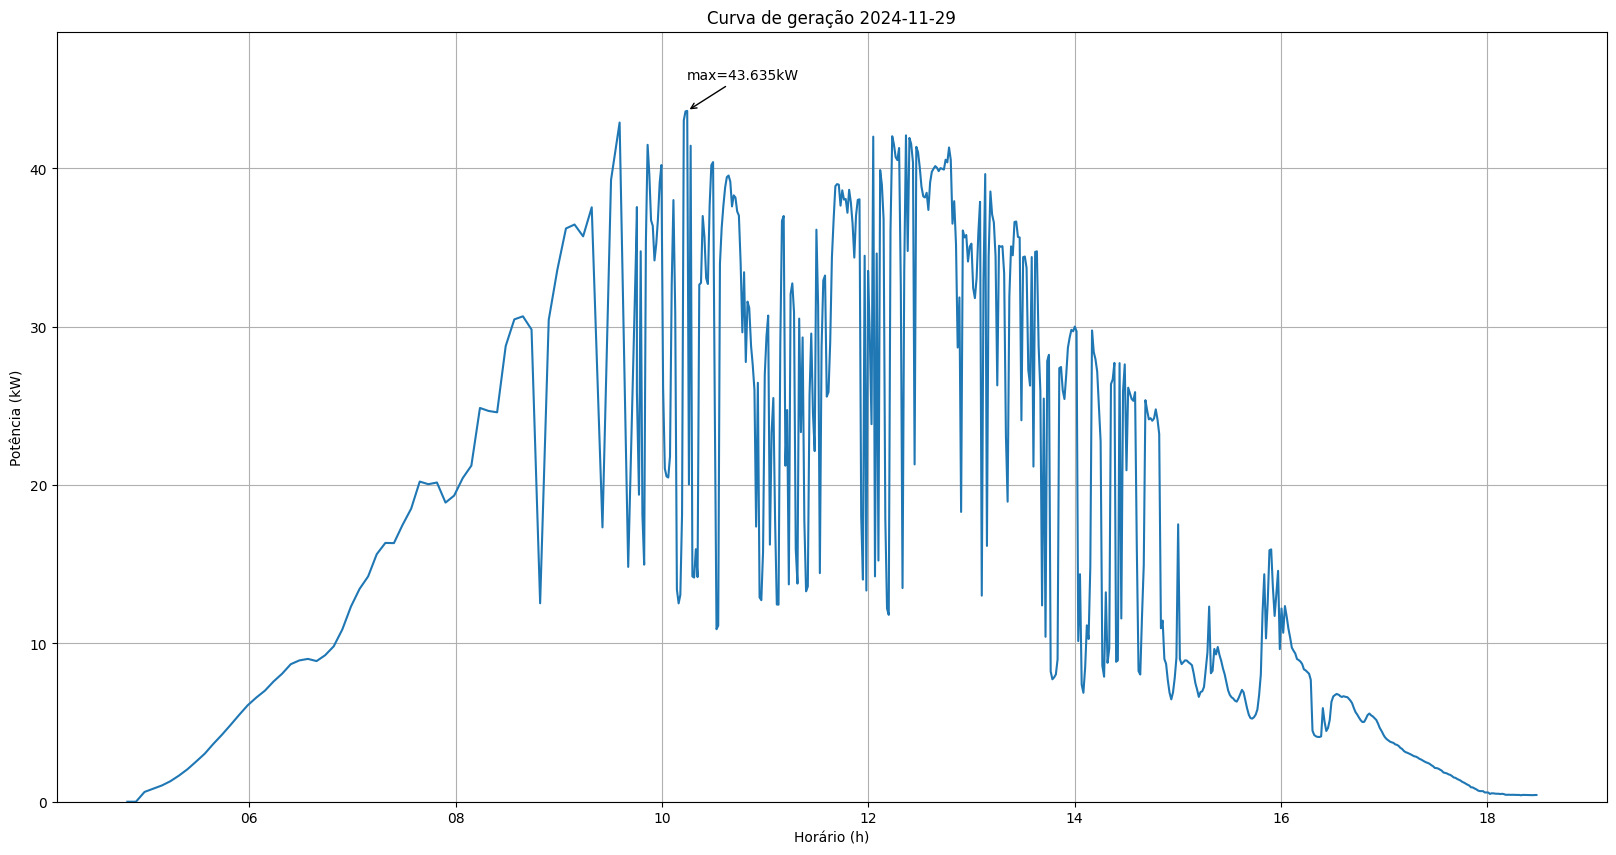 Curva de geração 2024-11-29
max=43.635kW
Potência (kW)
40
30
20
10
0
06 08 10 12 14 16 18
Horário (h)